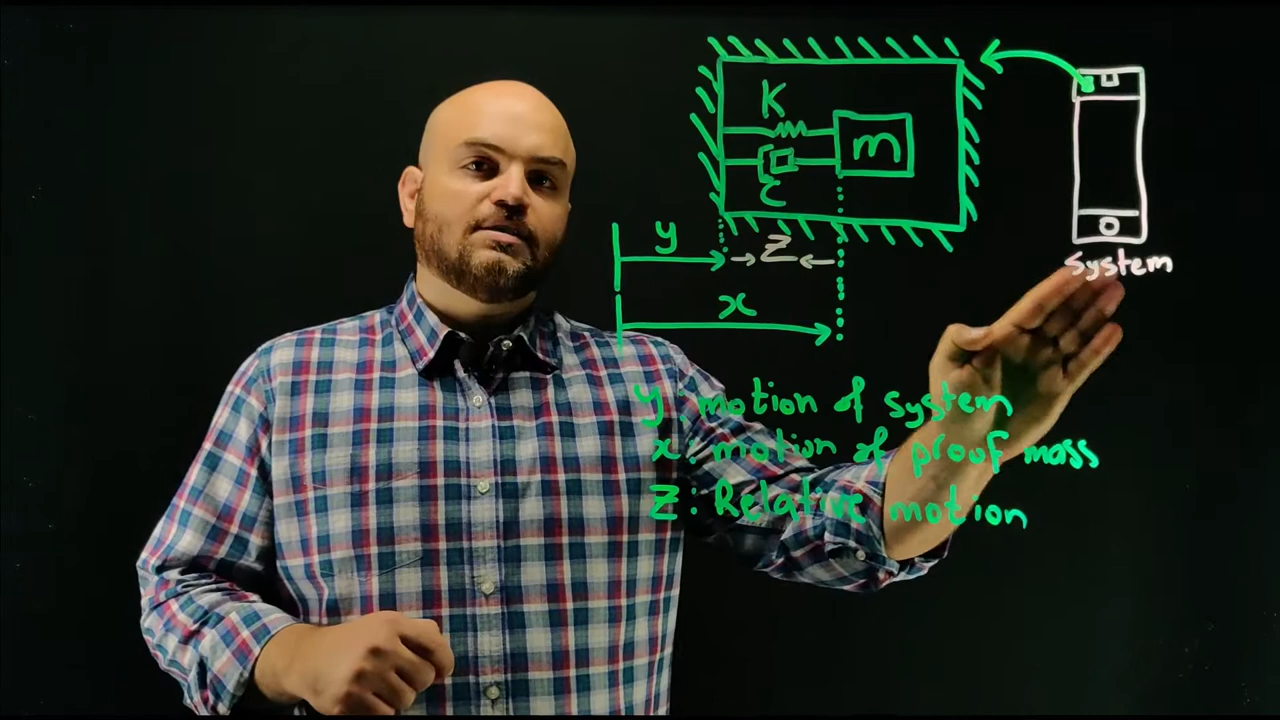 K
m
C
y
Z
x
System
y: motion of system
x: motion of proof mass
Z: Relative motion